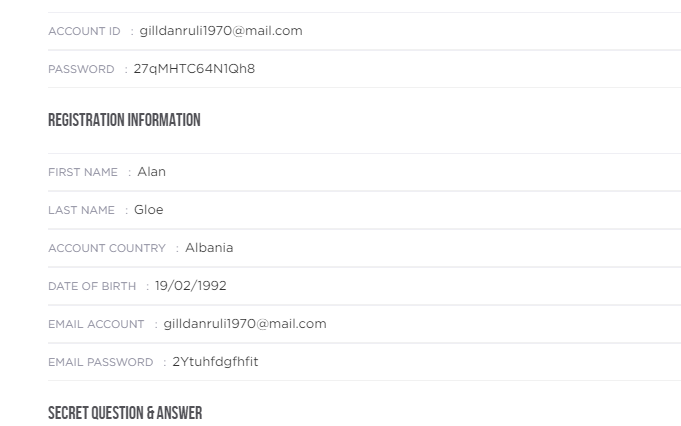 ACCOUNT ID : gilldanruli1970@mail.com
PASSWORD : 27qMHTC64N1Qh8
REGISTRATION INFORMATION
FIRST NAME : Alan
LAST NAME : Gloe
ACCOUNT COUNTRY : Albania
DATE OF BIRTH : 19/02/1992
EMAIL ACCOUNT : gilldanruli1970@mail.com
EMAIL PASSWORD : 2Ytuhfdgfhfit
SECRET QUESTION & ANSWER